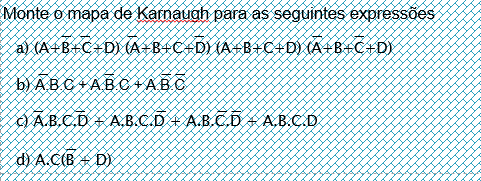 Monte o mapa de Karnaugh para as seguintes expressões
a) (A+B̅+C̅+D) (A̅+B+C+D̅) (A+B+C+D) (A̅+B+C̅+D)
b) A̅.B.C + A.B̅.C + A.B̅.C̅
c) A̅.B.C.D̅ + A.B.C.D̅ + A.B.C̅.D̅ + A.B.C.D
d) A.C(B̅ + D)